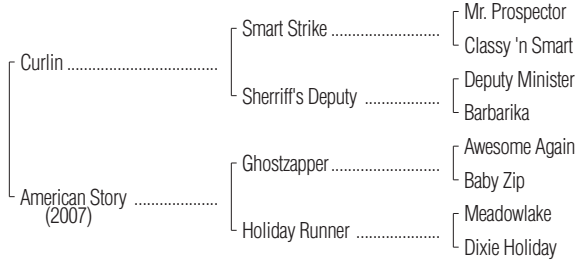 Mr. Prospector
Smart Strike ........................
Classy 'n Smart
Curlin .................................
Deputy Minister
Sherriff's Deputy ................
Barbarika
Awesome Again
Ghostzapper........................
Baby Zip
American Story ..................
(2007)
Meadowlake
Holiday Runner .................
Dixie Holiday